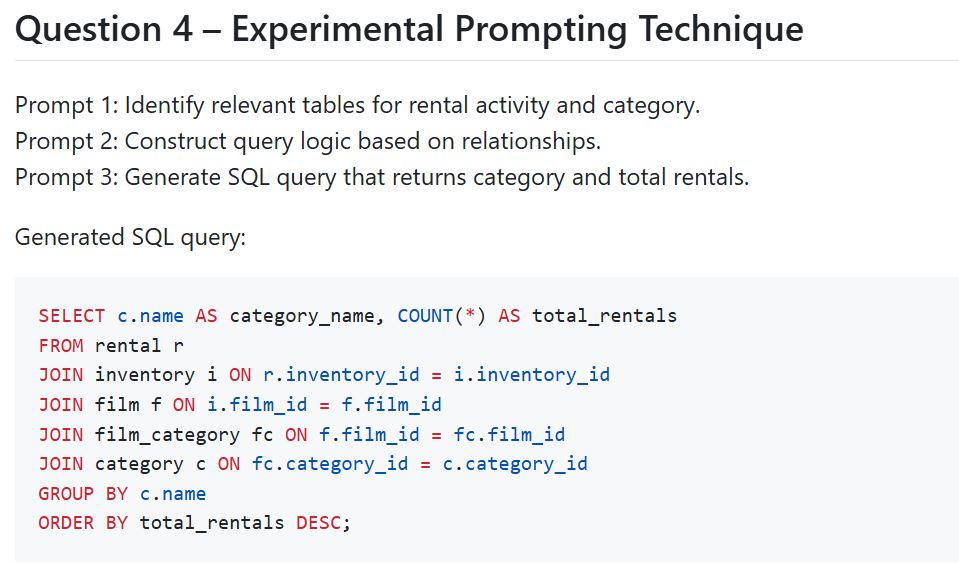 Question 4 – Experimental Prompting Technique
Prompt 1: Identify relevant tables for rental activity and category.
Prompt 2: Construct query logic based on relationships.
Prompt 3: Generate SQL query that returns category and total rentals.
Generated SQL query:
SELECT c.name AS category_name, COUNT(*) AS total_rentals
FROM rental r
JOIN inventory i ON r.inventory_id = i.inventory_id
JOIN film f ON i.film_id = f.film_id
JOIN film_category fc ON f.film_id = fc.film_id
JOIN category c ON fc.category_id = c.category_id
GROUP BY c.name
ORDER BY total_rentals DESC;